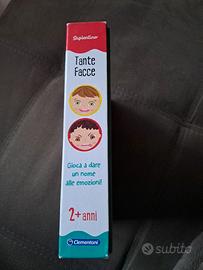 Sapientino
Tante
Facce
Gioca a dare
un nome
alle emozioni!
2+ anni
Clementoni
subito